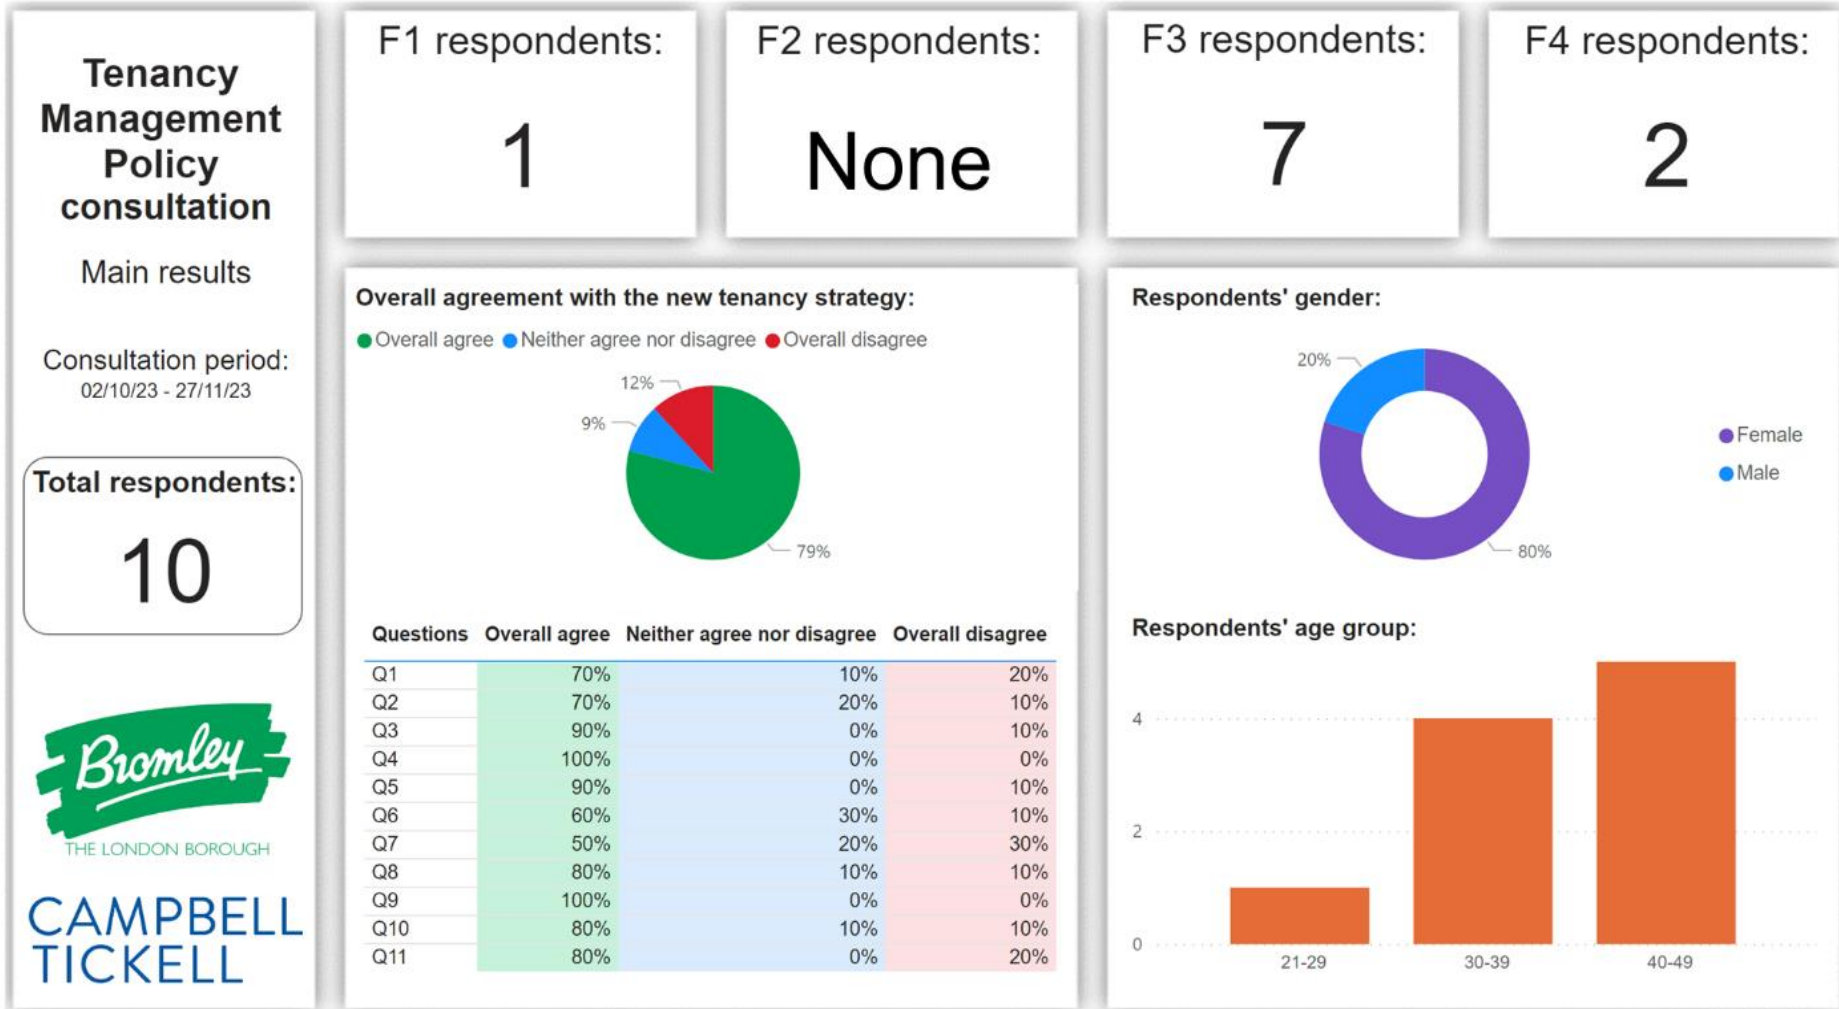 Tenancy
Management
Policy
consultation
Main results
Consultation period:
02/10/23 - 27/11/23
Total respondents:
10
Bromley
THE LONDON BOROUGH
CAMPBELL
TICKELL
F1 respondents:
1
F2 respondents:
None
F3 respondents:
7
F4 respondents:
2
Overall agreement with the new tenancy strategy:
Overall agree Neither agree nor disagree Overall disagree
12%
9%
79%
Questions Overall agree Neither agree nor disagree Overall disagree
Q1 70% 10% 20%
Q2 70% 20% 10%
Q3 90% 0% 10%
Q4 100% 0% 0%
Q5 90% 0% 10%
Q6 60% 30% 10%
Q7 50% 20% 30%
Q8 80% 10% 10%
Q9 100% 0% 0%
Q10 80% 10% 10%
Q11 80% 0% 20%
Respondents' gender:
20%
Female
Male
80%
Respondents' age group:
4
2
0
21-29 30-39 40-49